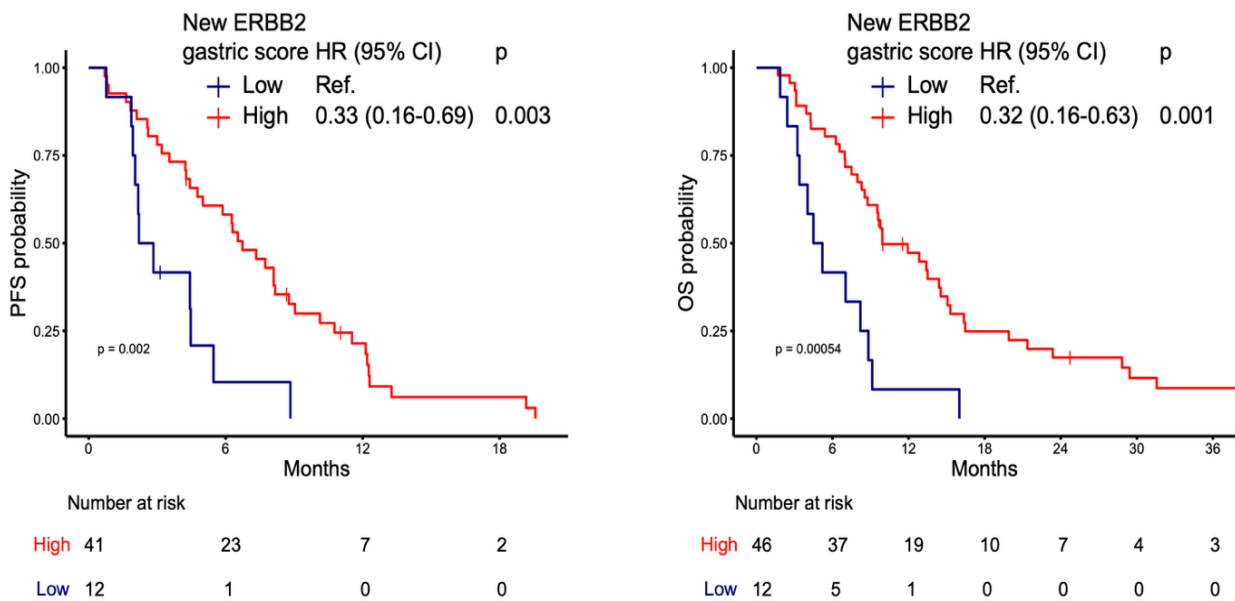 New ERBB2
gastric score HR (95% CI) p
Low Ref.
High 0.33 (0.16-0.69) 0.003
PFS probability
1.00
0.75
0.50
0.25
0.00
p = 0.002
0 6 12 18
Months
Number at risk
High 41 23 7 2
Low 12 1 0 0
New ERBB2
gastric score HR (95% CI) p
Low Ref.
High 0.32 (0.16-0.63) 0.001
OS probability
1.00
0.75
0.50
0.25
0.00
p = 0.00054
0 6 12 18 24 30 36
Months
Number at risk
High 46 37 19 10 7 4 3
Low 12 5 1 0 0 0 0